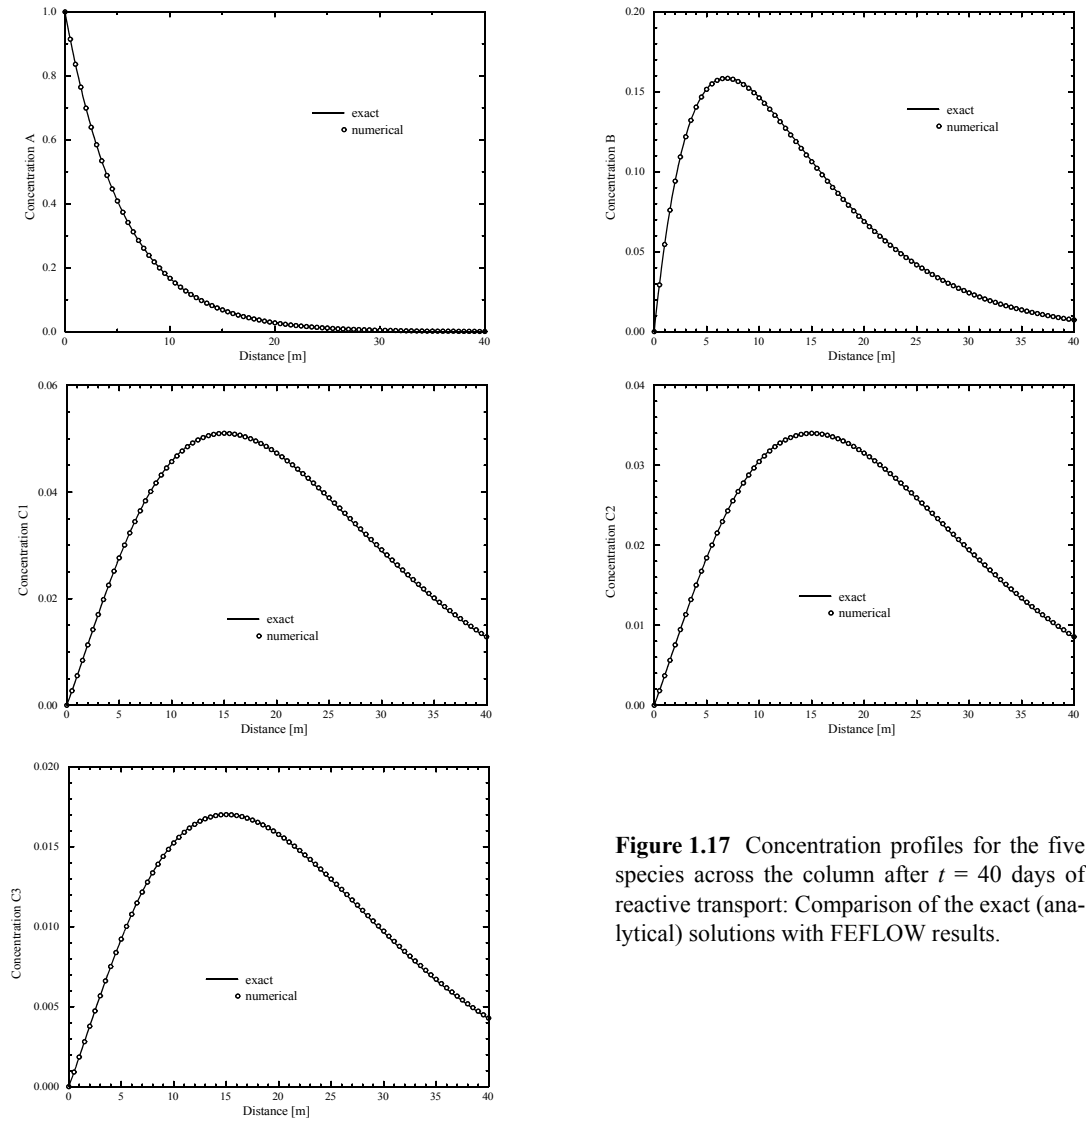 1.0
0.8
0.6
0.4
0.2
0.0
Concentration A
exact
numerical
0 10 20 30 40
Distance [m]
0.20
0.15
0.10
0.05
0.00
Concentration B
exact
numerical
0 5 10 15 20 25 30 35 40
Distance [m]
0.06
0.04
0.02
0.00
Concentration C1
exact
numerical
0 5 10 15 20 25 30 35 40
Distance [m]
0.04
0.03
0.02
0.01
0.00
Concentration C2
exact
numerical
0 5 10 15 20 25 30 35 40
Distance [m]
0.020
0.015
0.010
0.005
0.000
Concentration C3
exact
numerical
0 5 10 15 20 25 30 35 40
Distance [m]
Figure 1.17 Concentration profiles for the five
species across the column after t = 40 days of
reactive transport: Comparison of the exact (ana-
lytical) solutions with FEFLOW results.